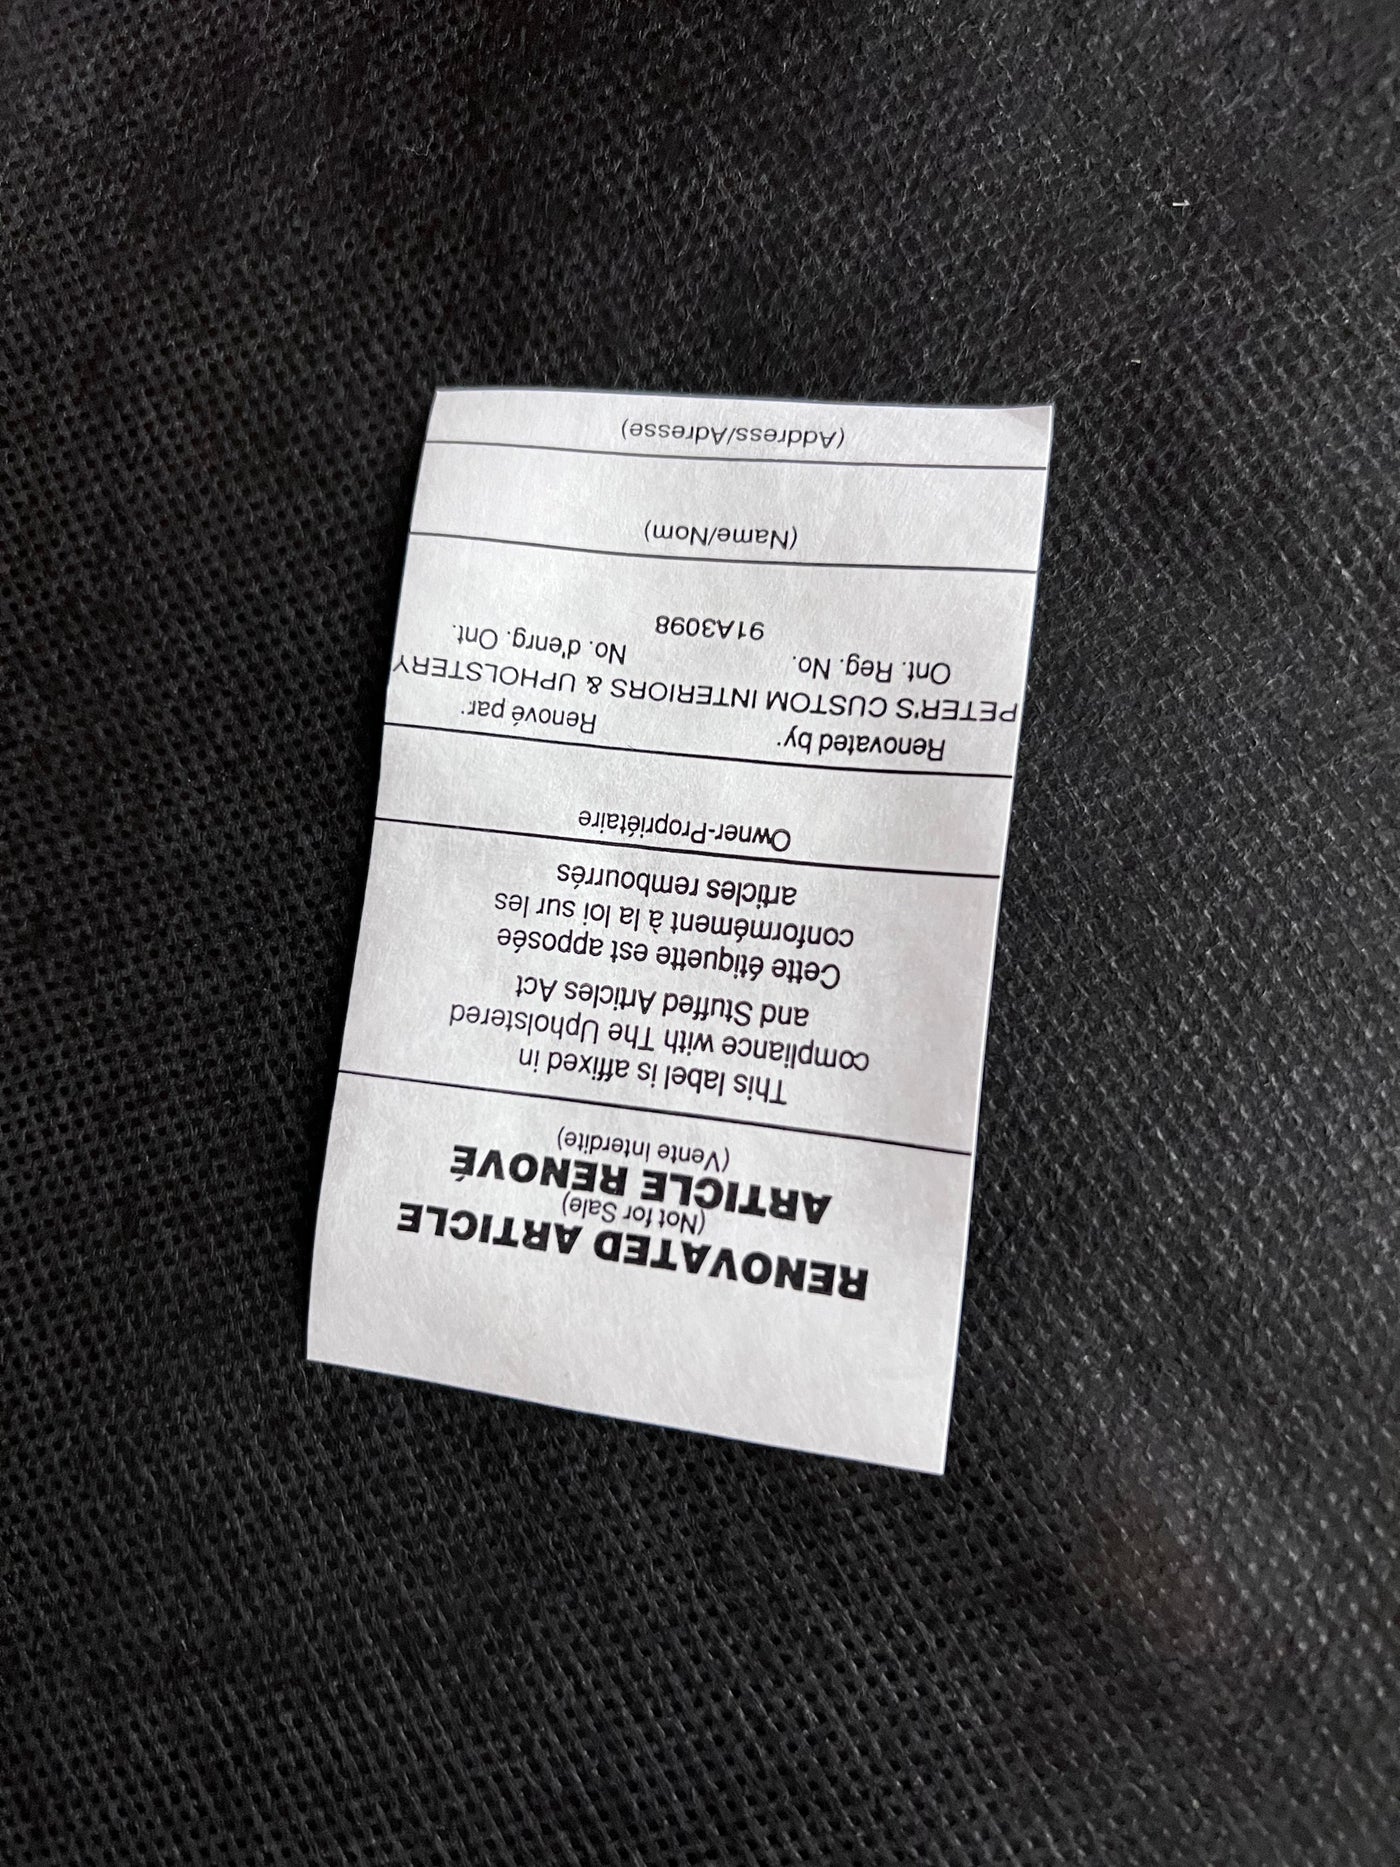 RENOVATED ARTICLE
(Not for Sale)
ARTICLE RENOVÉ
(Vente Interdite)
This label is affixed in
compliance with The Upholstered
and Stuffed Articles Act
Cette étiquette est apposée
conformément à la loi sur les
articles rembourrés
Owner-Propriétaire
Renovated by: Renové par:
PETER'S CUSTOM INTERIORS & UPHOLSTERY
Ont. Reg. No. No. d'enrg. Ont.
91A3098
(Name/Nom)
(Address/Adresse)